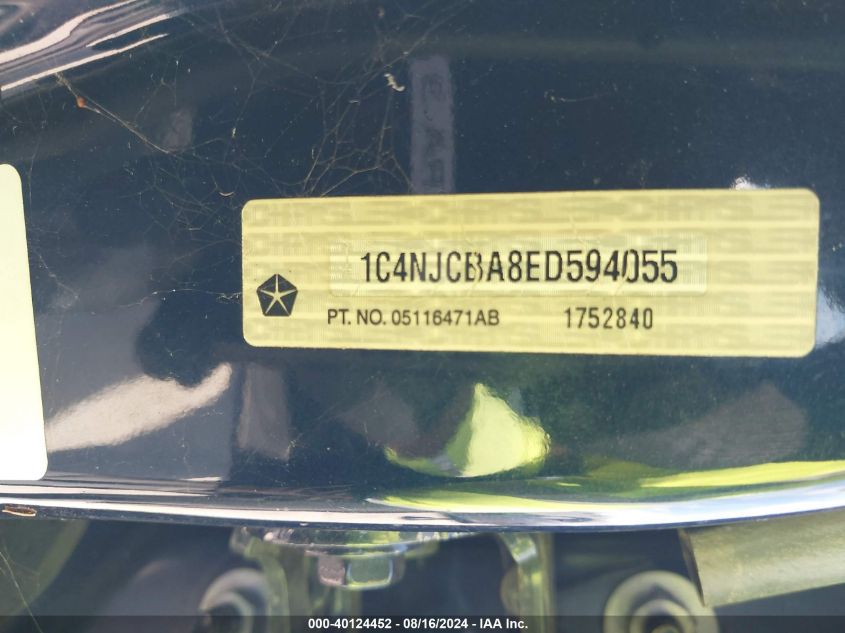 1C4NJCBA8ED594055
PT. NO. 05116471AB 1752840
000-40124452 - 08/16/2024 - IAA Inc.